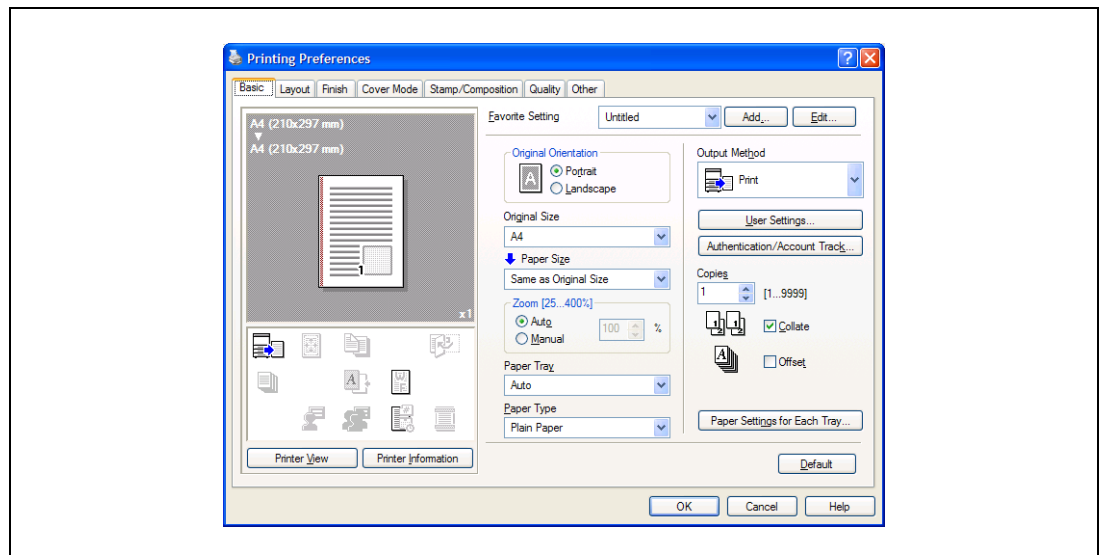 Printing Preferences
Basic Layout Finish Cover Mode Stamp/Composition Quality Other
A4 (210x297 mm)
A4 (210x297 mm)
1
x1
Printer View Printer Information
Favorite Setting Untitled Add... Edit...
Original Orientation
A Portrait
Landscape
Original Size
A4
Paper Size
Same as Original Size
Zoom [25...400%]
Auto
Manual
100 %
Paper Tray
Auto
Paper Type
Plain Paper
Output Method
Print
User Settings...
Authentication/Account Track...
Copies
1 [1...9999]
Collate
Offset
Paper Settings for Each Tray...
Default
OK Cancel Help